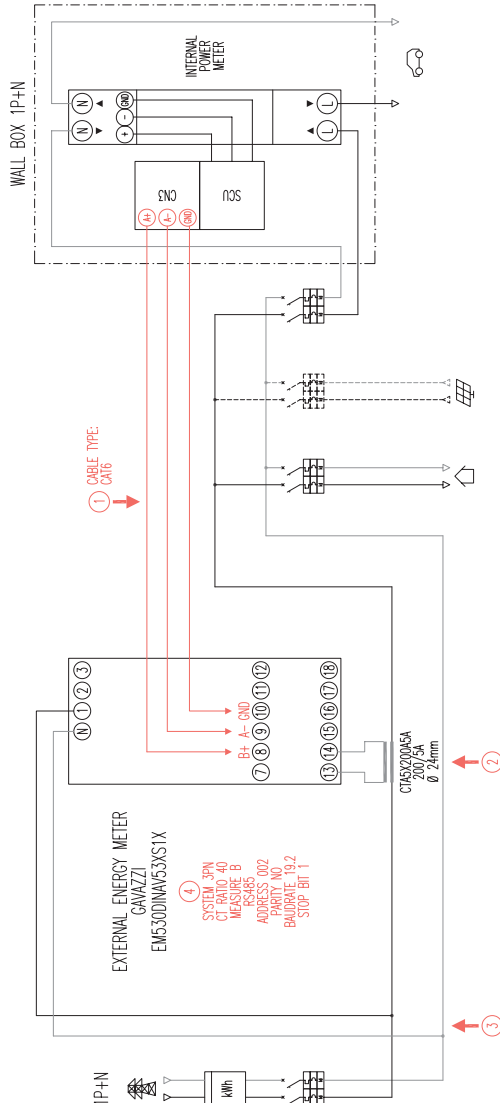 WALL BOX 1P+N
INTERNAL
POWER
METER
N
N
+
-
GND
L
L
CN3
SCU
A+
A-
GND
1
CABLE TYPE:
CAT6
N
1
2
3
B+
A-
GND
7
8
9
10
11
12
13
14
15
16
17
18
EXTERNAL ENERGY METER
GAVAZZI
EM530DINAV53XS1X
4
SYSTEM 3PN
CT RATIO 40
MEASURE B
RS485
ADDRESS 002
PARITY NO
BAUDRATE 19.2
STOP BIT 1
CTA5X200A5A
200/5A
Ø 24mm
2
3
1P+N
kWh